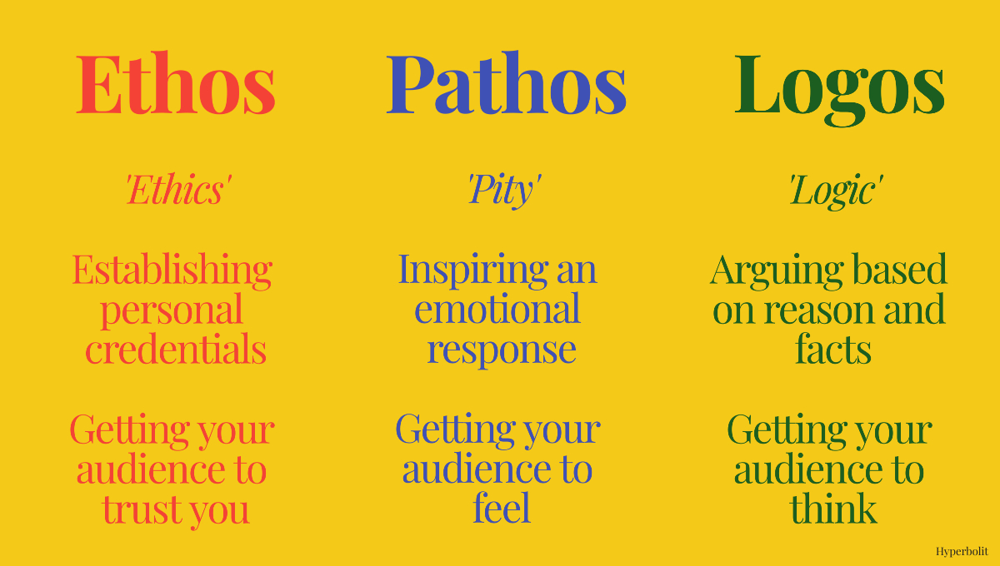 Ethos
'Ethics'
Establishing
personal
credentials
Getting your
audience to
trust you
Pathos
'Pity'
Inspiring an
emotional
response
Getting your
audience to
feel
Logos
'Logic'
Arguing based
on reason and
facts
Getting your
audience to
think
Hyperbolit